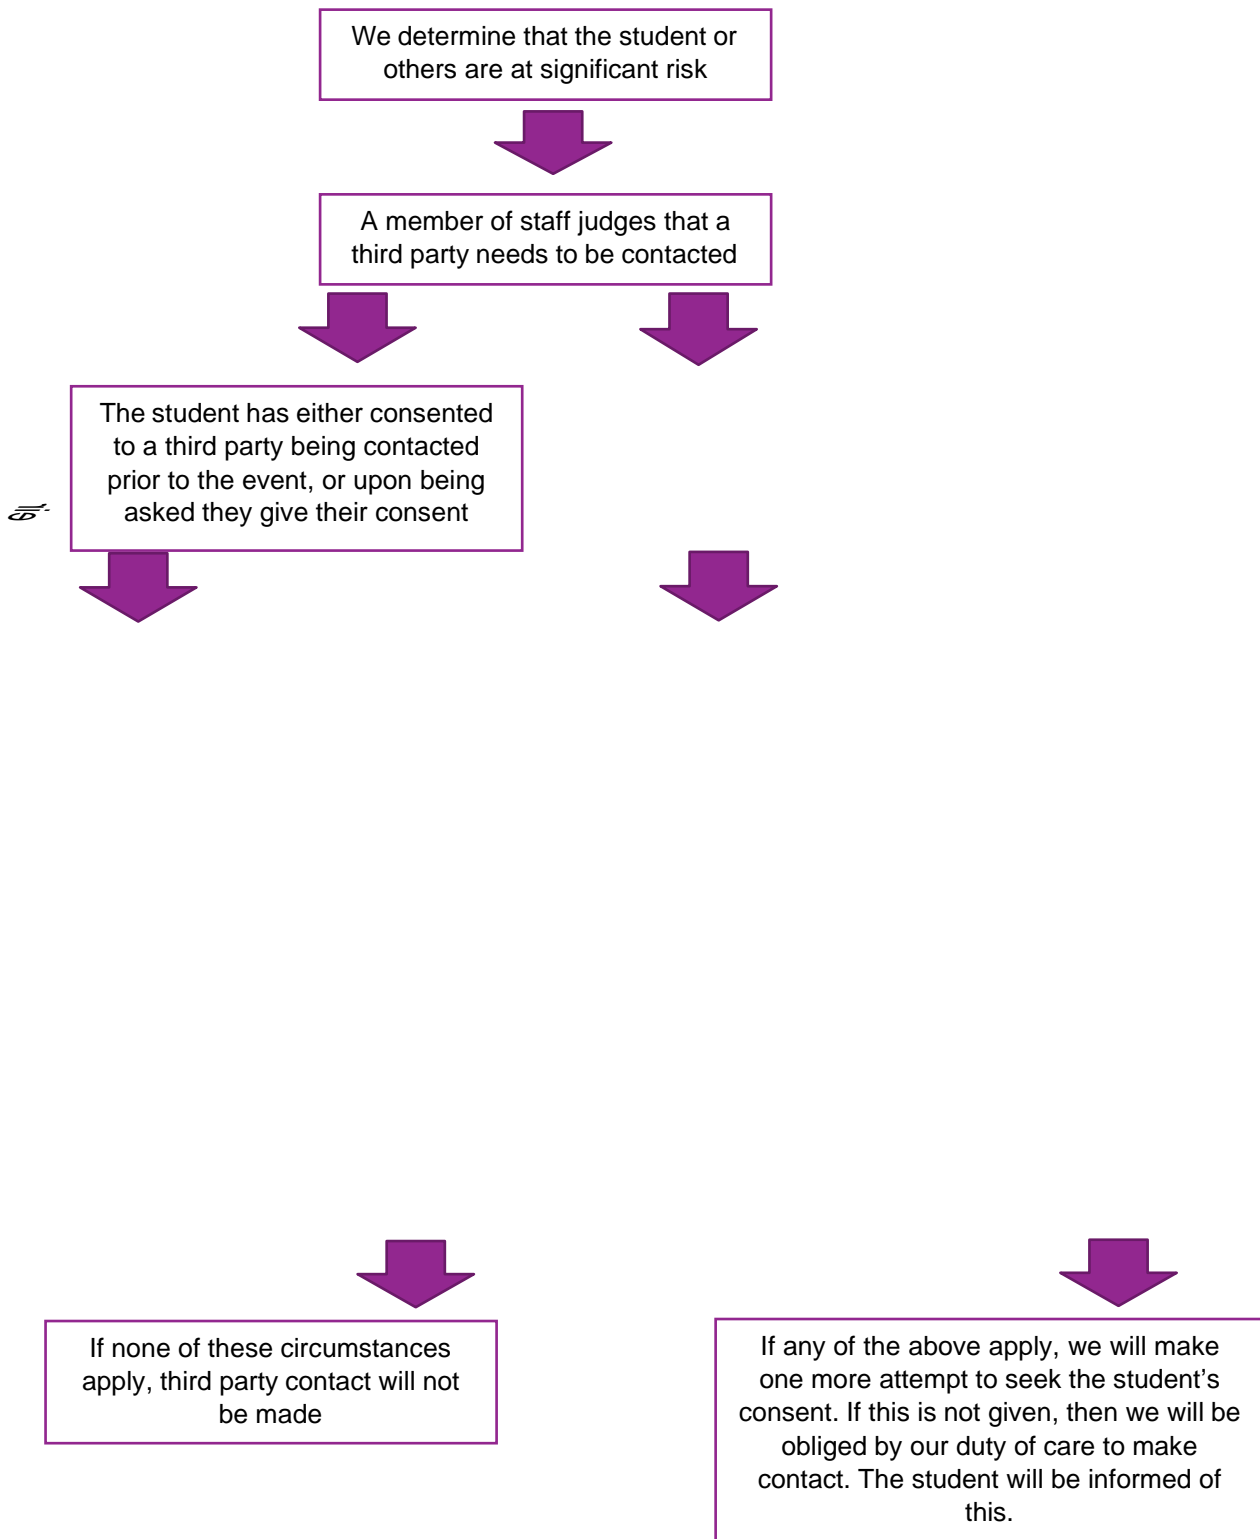 We determine that the student or
others are at significant risk
A member of staff judges that a
third party needs to be contacted
The student has either consented
to a third party being contacted
prior to the event, or upon being
asked they give their consent
If none of these circumstances
apply, third party contact will not
be made
If any of the above apply, we will make
one more attempt to seek the student’s
consent. If this is not given, then we will be
obliged by our duty of care to make
contact. The student will be informed of
this.